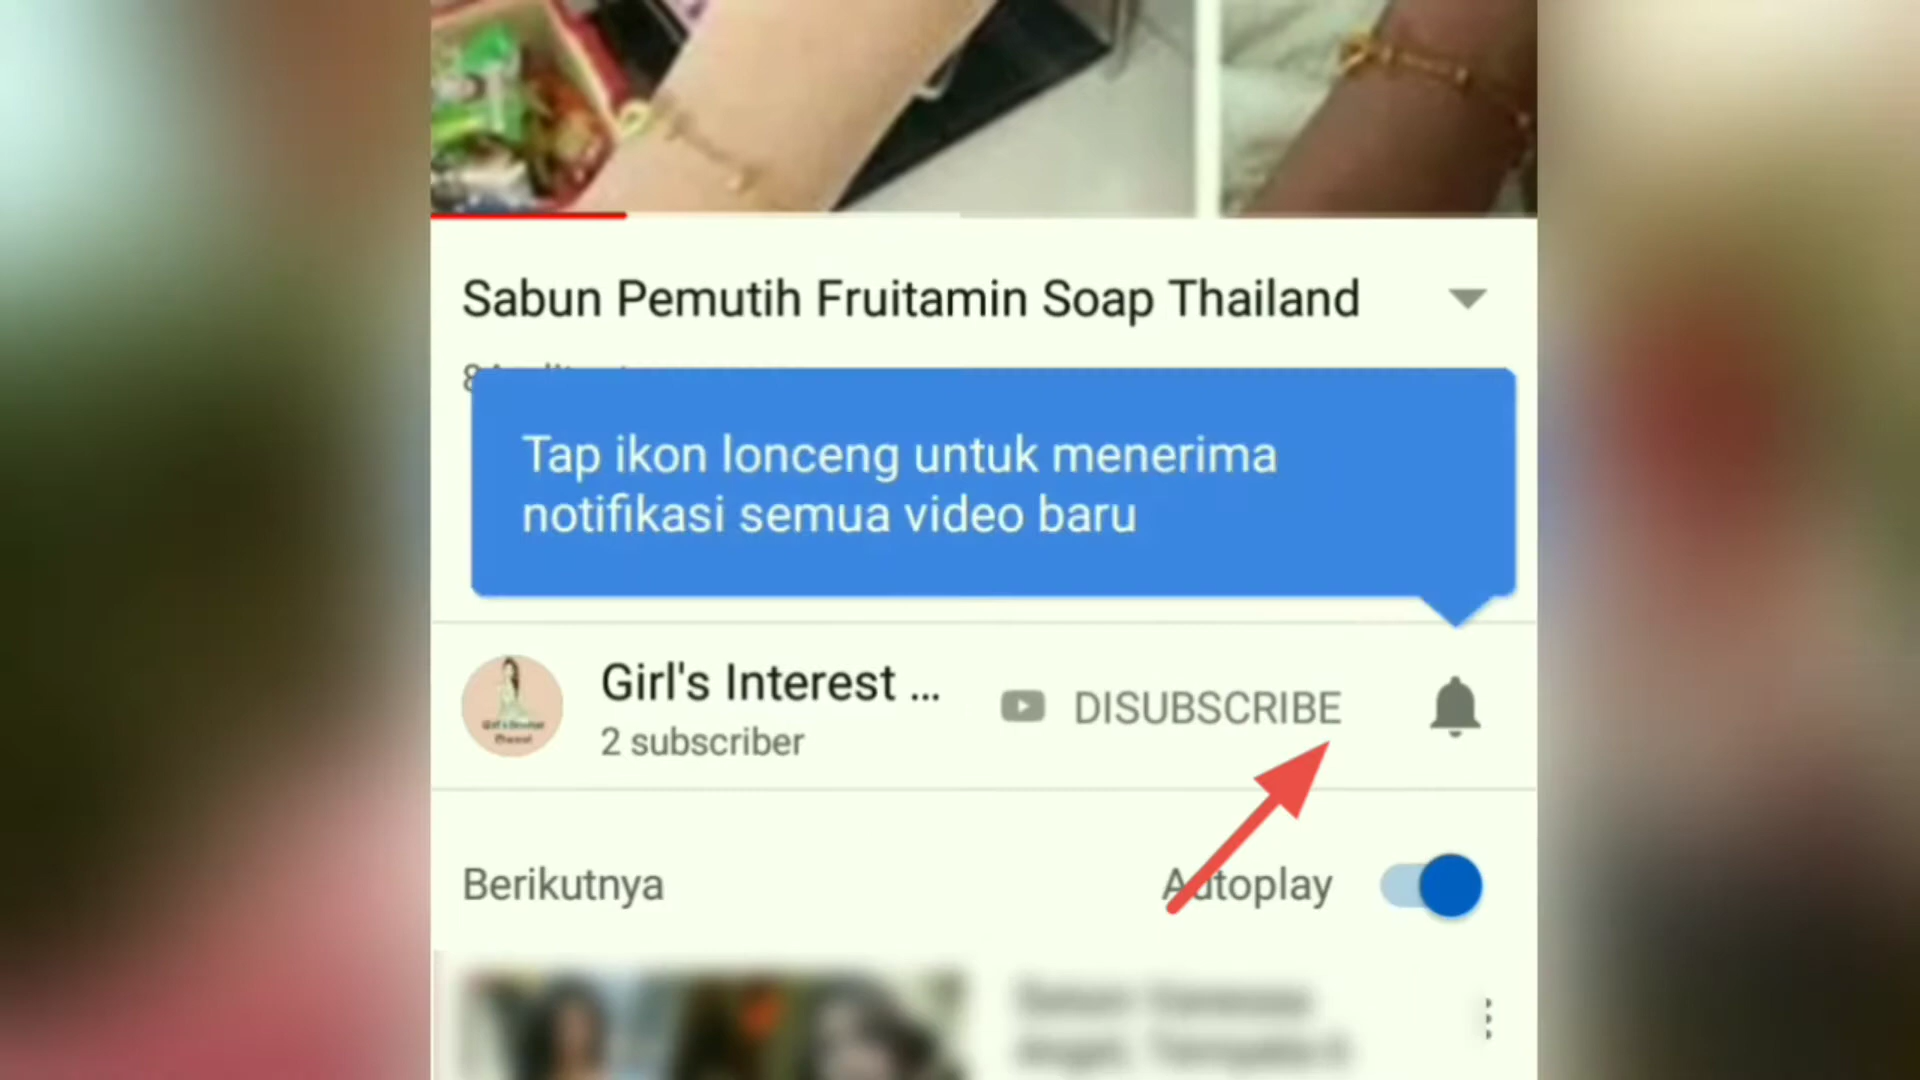 Sabun Pemutih Fruitamin Soap Thailand
Tap ikon lonceng untuk menerima
notifikasi semua video baru
Girl's Interest ...
2 subscriber
DISUBSCRIBE
Berikutnya
Autoplay